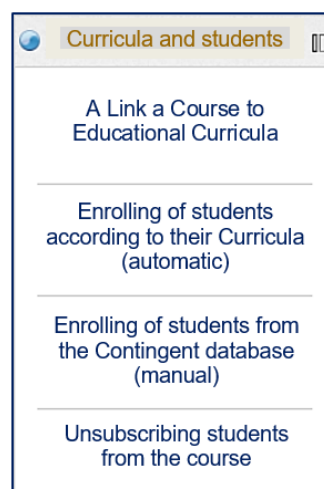 Curricula and students
A Link a Course to
Educational Curricula
Enrolling of students
according to their Curricula
(automatic)
Enrolling of students from
the Contingent database
(manual)
Unsubscribing students
from the course